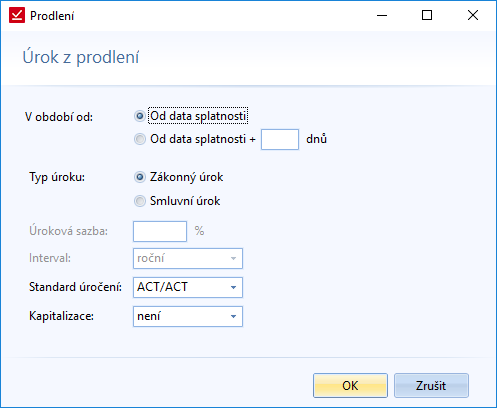 Prodlení
Úrok z prodlení
V období od:
Od data splatnosti
Od data splatnosti + dnů
Typ úroku:
Zákonný úrok
Smluvní úrok
Úroková sazba: %
Interval: roční
Standard úročení: ACT/ACT
Kapitalizace: není
OK Zrušit